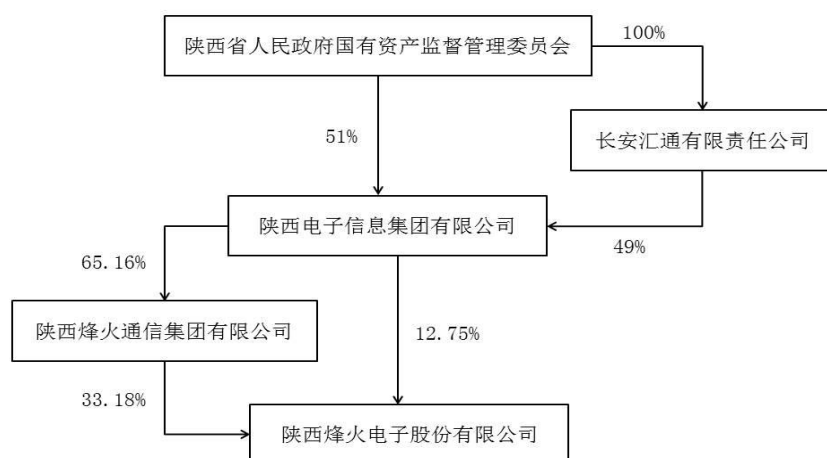 陕西省人民政府国有资产监督管理委员会
100%
51%
长安汇通有限责任公司
陕西电子信息集团有限公司
49%
65.16%
陕西烽火通信集团有限公司
12.75%
33.18%
陕西烽火电子股份有限公司